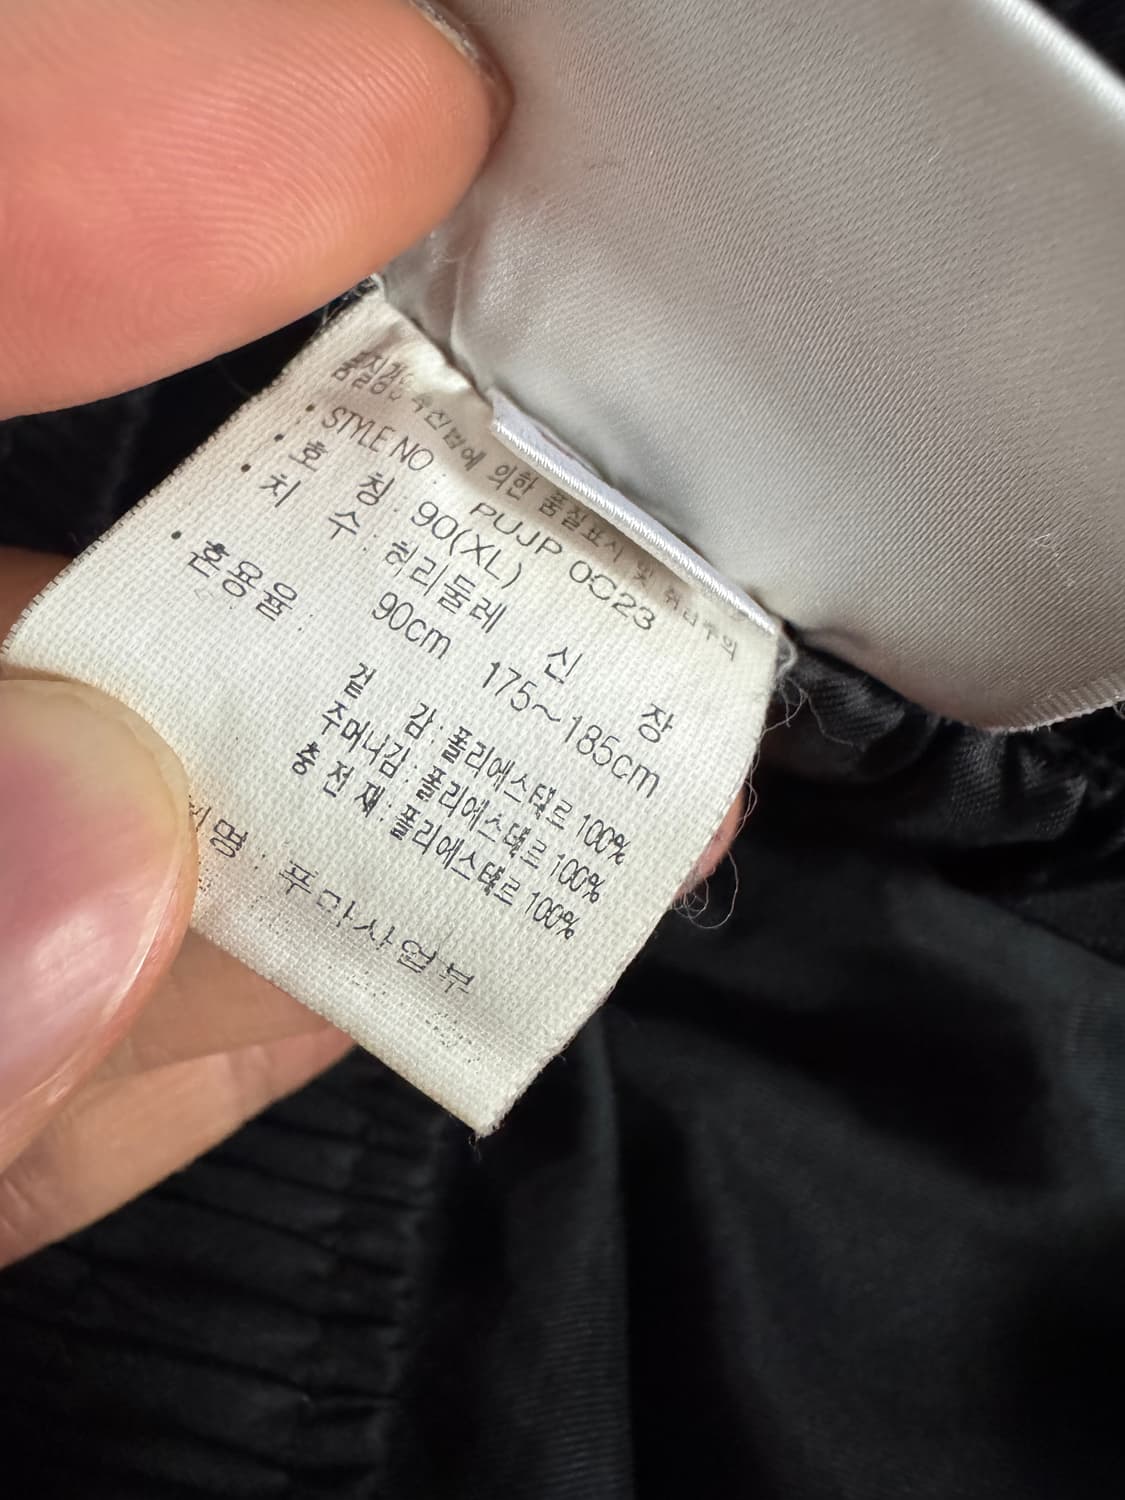 품질경영촉진법에 의한 품질표시 및 취급주의
• STYLE NO : PUJP 0C23
• 호 칭 : 90(XL)
• 치 수 : 허리둘레 신 장
90cm 175~185cm
• 혼용율 :
겉 감 : 폴리에스테르 100%
주머니감 : 폴리에스테르 100%
충 전 재 : 폴리에스테르 100%
명 : 푸마사업부